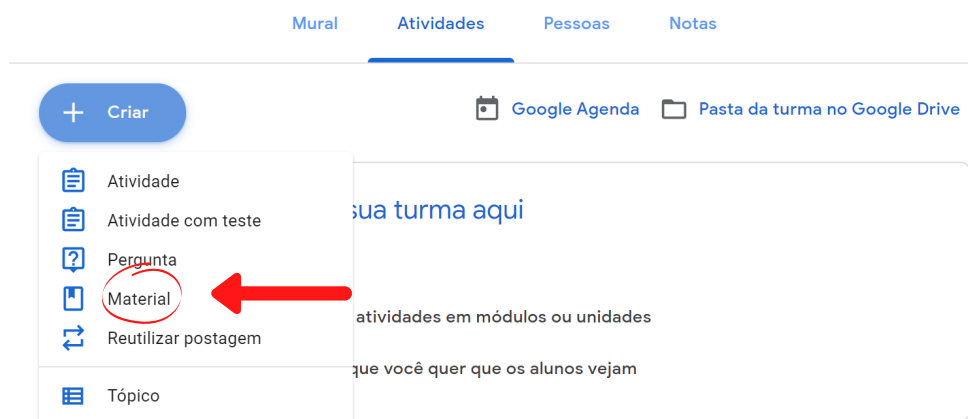 Mural Atividades Pessoas Notas
Criar
Google Agenda Pasta da turma no Google Drive
Atividade
Atividade com teste
sua turma aqui
Pergunta
Material
atividades em módulos ou unidades
Reutilizar postagem
que você quer que os alunos vejam
Tópico